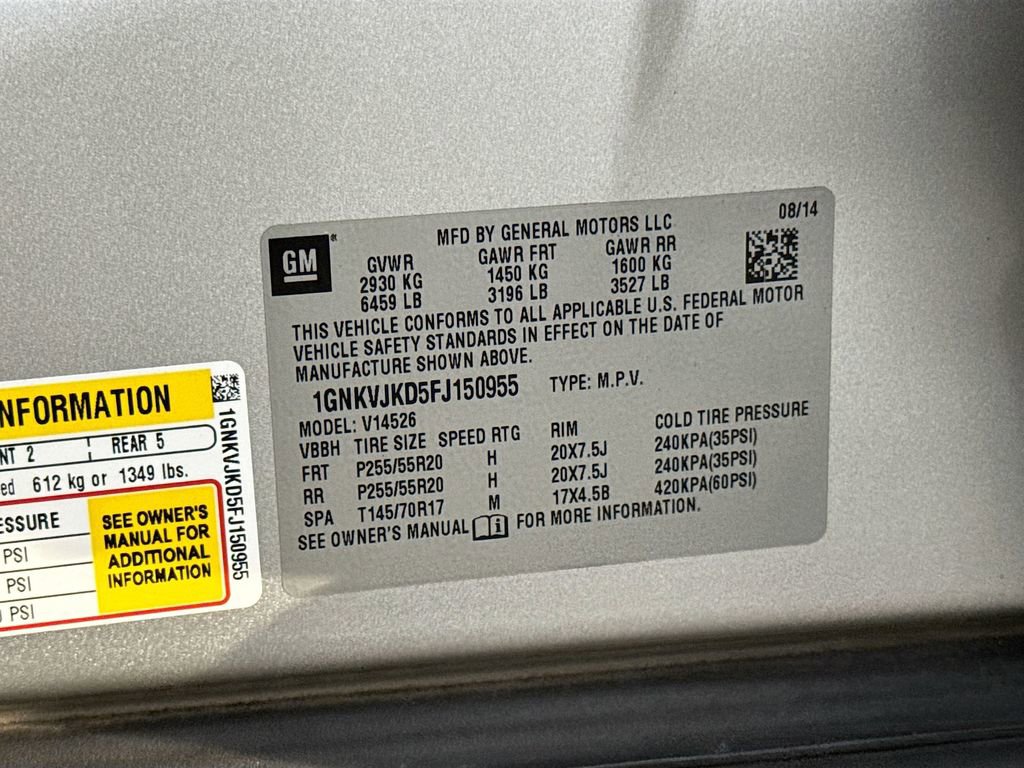 MFD BY GENERAL MOTORS LLC 08/14
GM
GVWR GAWR FRT GAWR RR
2930 KG 1450 KG 1600 KG
6459 LB 3196 LB 3527 LB
THIS VEHICLE CONFORMS TO ALL APPLICABLE U.S. FEDERAL MOTOR
VEHICLE SAFETY STANDARDS IN EFFECT ON THE DATE OF
MANUFACTURE SHOWN ABOVE.
1GNKVJKD5FJ150955 TYPE: M.P.V.
MODEL: V14526
VBBH TIRE SIZE SPEED RTG RIM COLD TIRE PRESSURE
FRT P255/55R20 H 20X7.5J 240KPA(35PSI)
RR P255/55R20 H 20X7.5J 240KPA(35PSI)
SPA T145/70R17 M 17X4.5B 420KPA(60PSI)
SEE OWNER'S MANUAL i FOR MORE INFORMATION.
NFORMATION
NT 2 REAR 5
ed 612 kg or 1349 lbs.
ESSURE
PSI
PSI
PSI
SEE OWNER'S
MANUAL FOR
ADDITIONAL
INFORMATION
1GNKVJKD5FJ150955